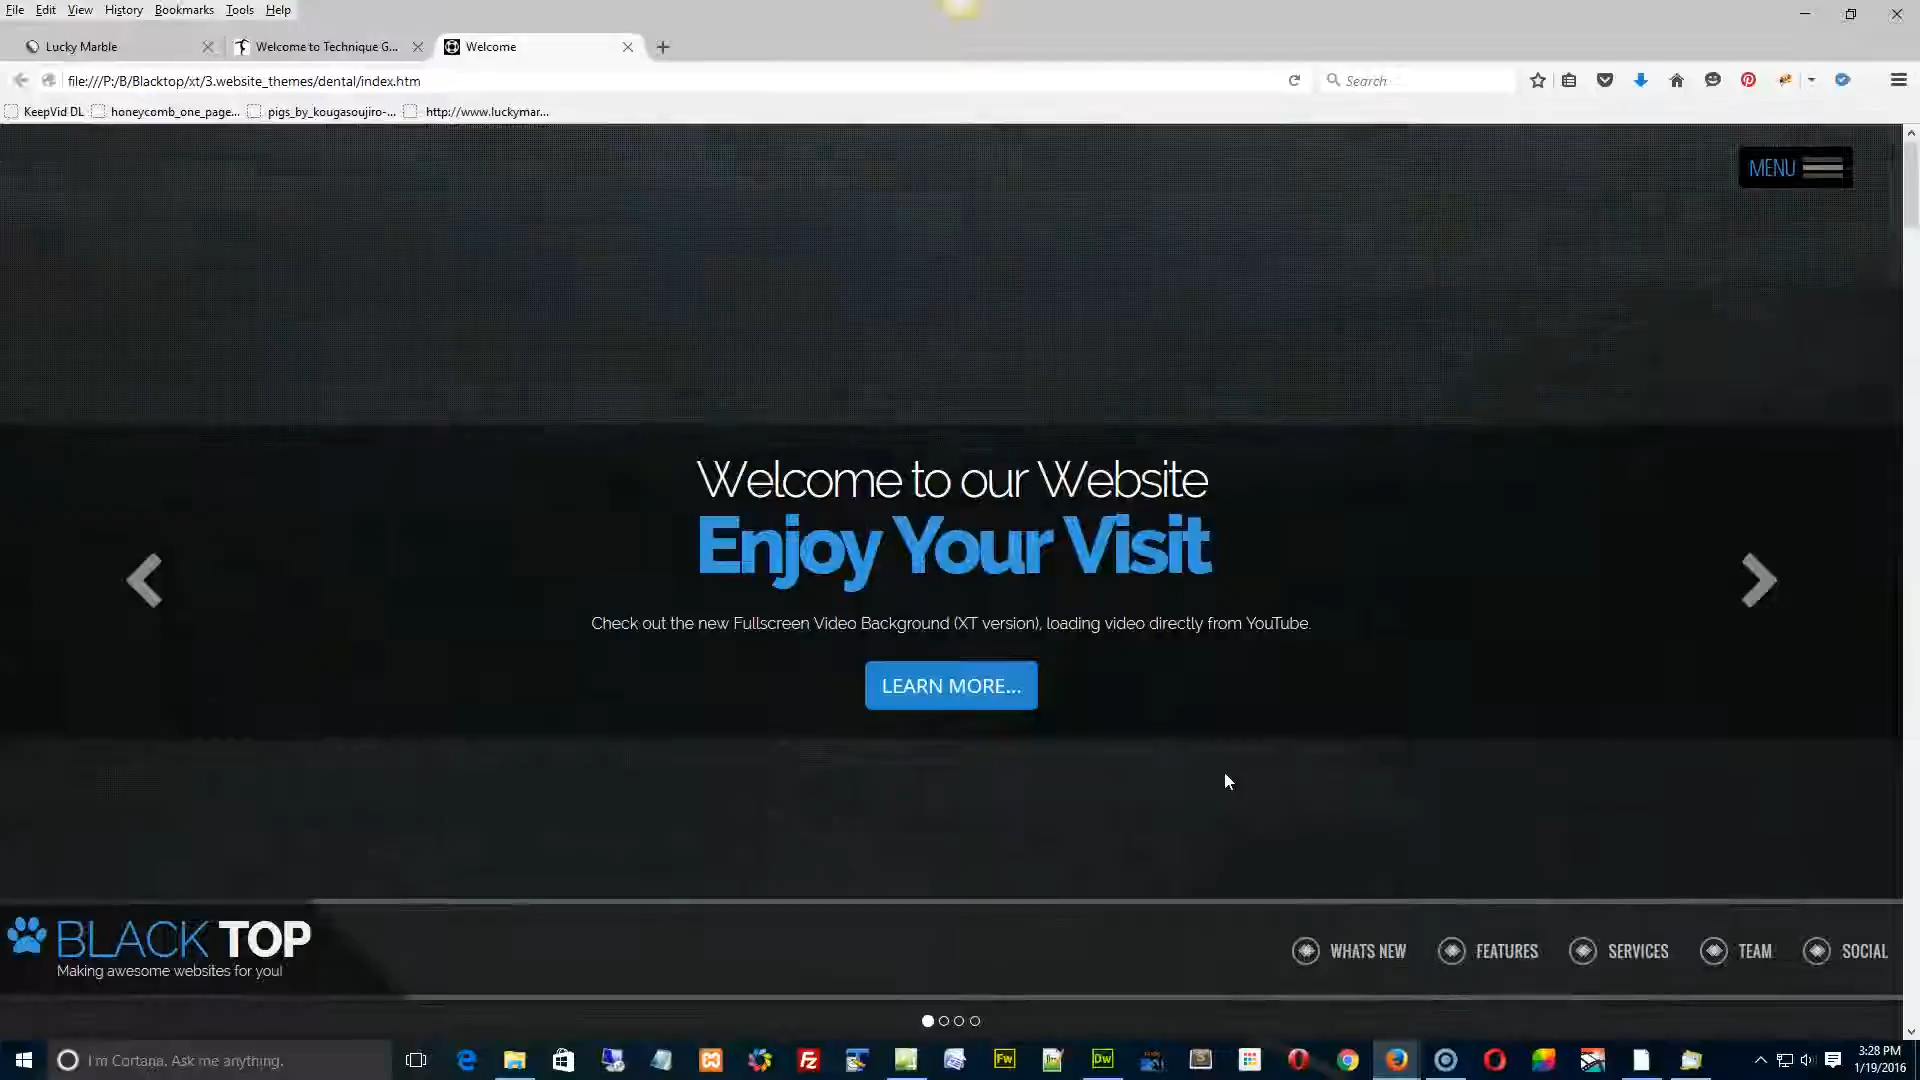 File Edit View History Bookmarks Tools Help
Lucky Marble
Welcome to Technique G...
Welcome
file:///P:/B/Blacktop/xt/3.website_themes/dental/index.htm
Search
KeepVid DL
honeycomb_one_page...
pigs_by_kougasoujiro-...
http://www.luckymar...
MENU
Welcome to our Website
Enjoy Your Visit
Check out the new Fullscreen Video Background (XT version), loading video directly from YouTube.
LEARN MORE...
BLACK TOP
Making awesome websites for you!
WHATS NEW
FEATURES
SERVICES
TEAM
SOCIAL
I'm Cortana. Ask me anything.
Fw
Dw
3:28 PM
1/19/2016